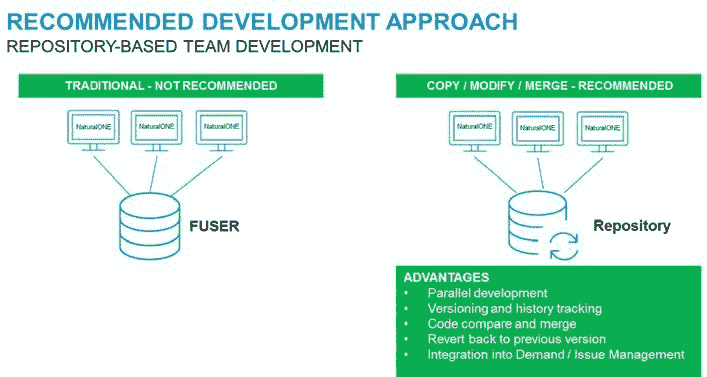 RECOMMENDED DEVELOPMENT APPROACH
REPOSITORY-BASED TEAM DEVELOPMENT
TRADITIONAL - NOT RECOMMENDED
NaturalONE NaturalONE NaturalONE
FUSER
COPY / MODIFY / MERGE - RECOMMENDED
NaturalONE NaturalONE NaturalONE
Repository
ADVANTAGES
• Parallel development
• Versioning and history tracking
• Code compare and merge
• Revert back to previous version
• Integration into Demand / Issue Management